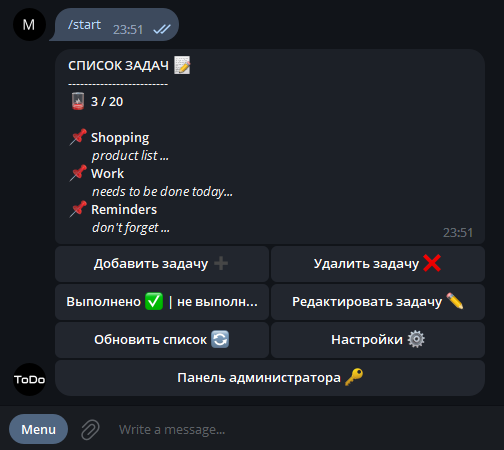 M
/start 23:51
СПИСОК ЗАДАЧ 📝
-------------------------
3 / 20
📌 Shopping
product list ...
📌 Work
needs to be done today...
📌 Reminders
don't forget ...
23:51
Добавить задачу ➕
Удалить задачу ❌
Выполнено ✅ | не выполн...
Редактировать задачу ✏️
Обновить список 🔄
Настройки ⚙️
ToDo
Панель администратора 🔑
Menu
Write a message...